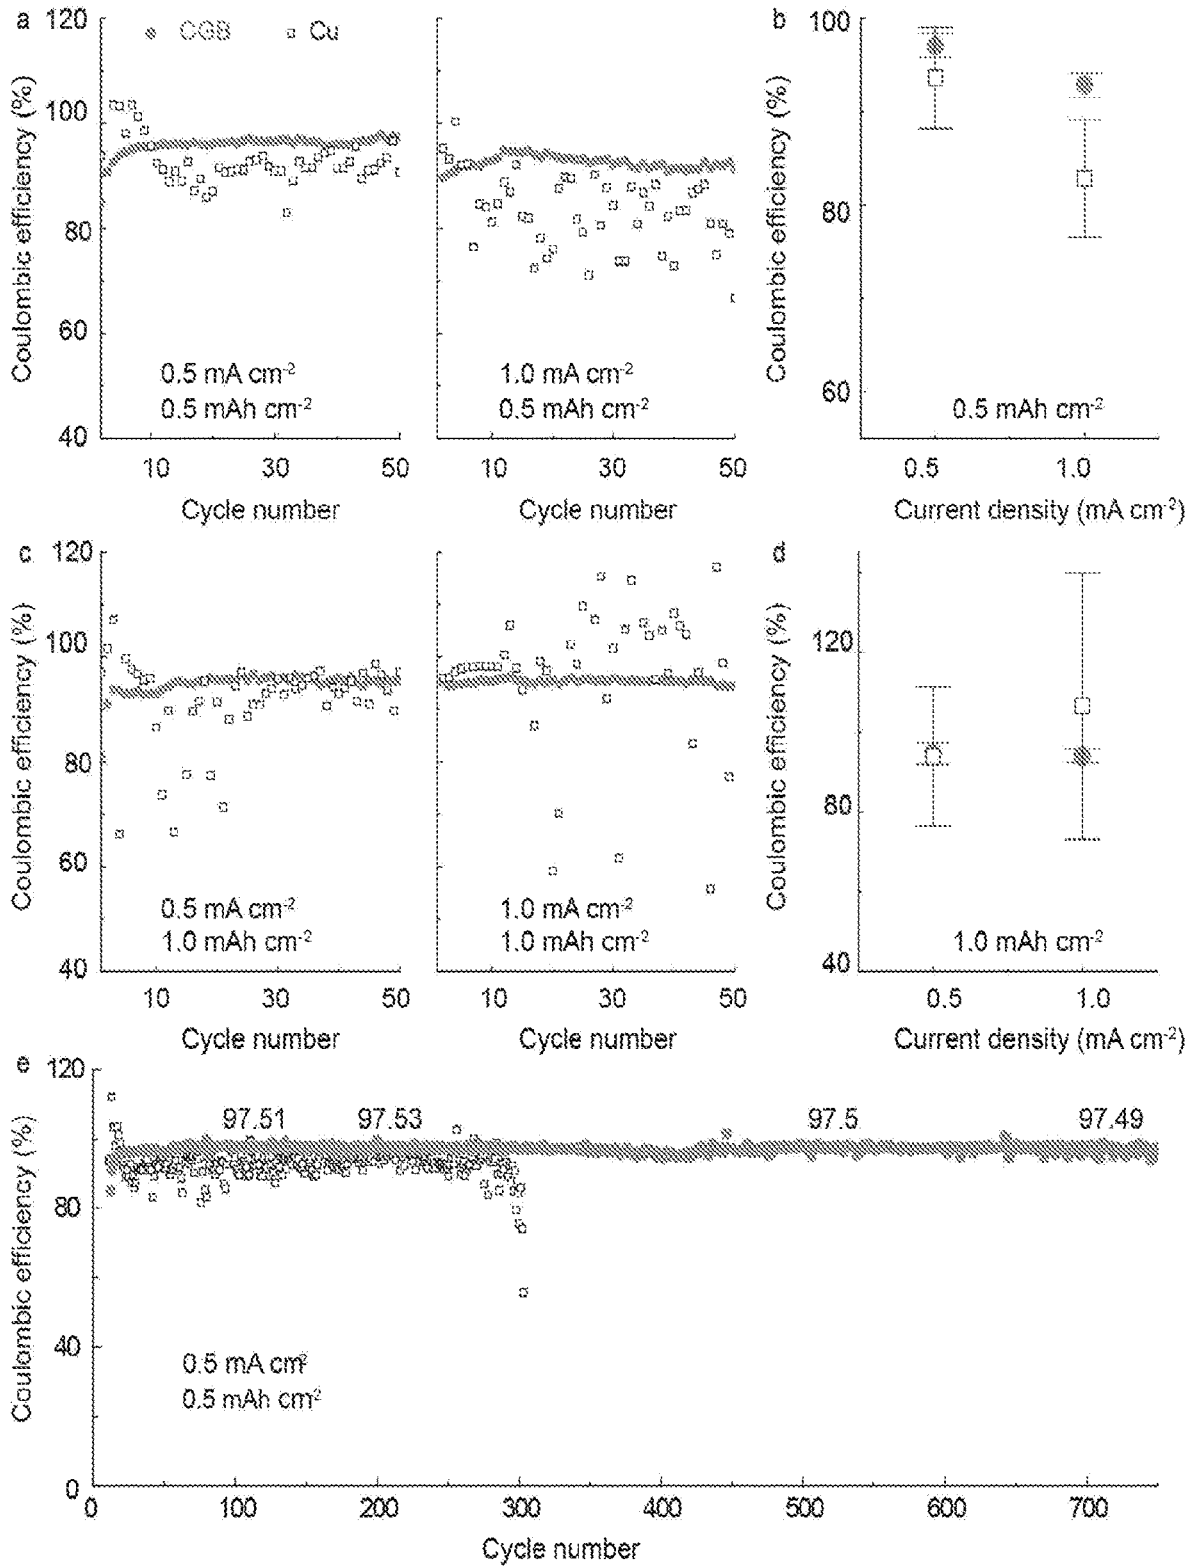 a 120 CGB Cu
100
80
60
40
Coulombic efficiency (%)
0.5 mA cm-2
0.5 mAh cm-2
10 30 50
Cycle number
1.0 mA cm-2
0.5 mAh cm-2
10 30 50
Cycle number
b 100
80
60
Coulombic efficiency (%)
0.5 mAh cm-2
0.5 1.0
Current density (mA cm-2)
c 120
100
80
60
40
Coulombic efficiency (%)
0.5 mA cm-2
1.0 mAh cm-2
10 30 50
Cycle number
1.0 mA cm-2
1.0 mAh cm-2
10 30 50
Cycle number
d
120
80
40
Coulombic efficiency (%)
1.0 mAh cm-2
0.5 1.0
Current density (mA cm-2)
e 120
80
40
0
Coulombic efficiency (%)
97.51 97.53 97.5 97.49
0.5 mA cm-2
0.5 mAh cm-2
0 100 200 300 400 500 600 700
Cycle number